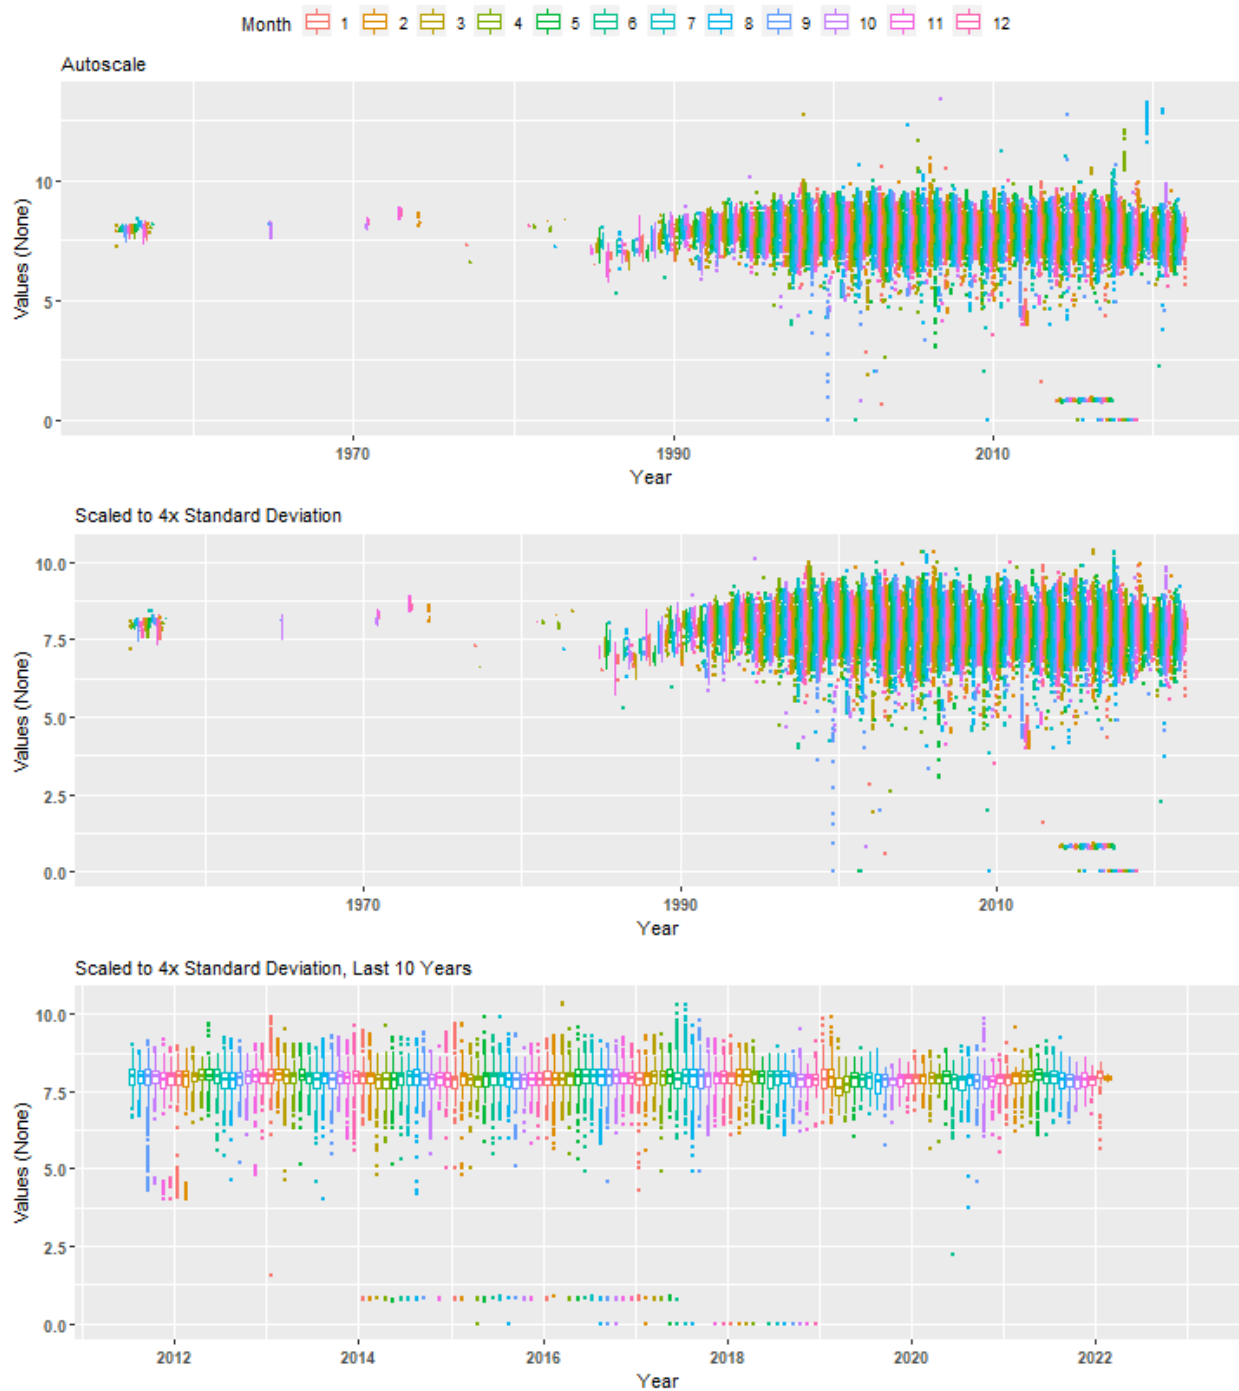 Month 1 2 3 4 5 6 7 8 9 10 11 12
Autoscale
Values (None)
10
5
0
1970 1990 2010
Year
Scaled to 4x Standard Deviation
Values (None)
10.0
7.5
5.0
2.5
0.0
1970 1990 2010
Year
Scaled to 4x Standard Deviation, Last 10 Years
Values (None)
10.0
7.5
5.0
2.5
0.0
2012 2014 2016 2018 2020 2022
Year